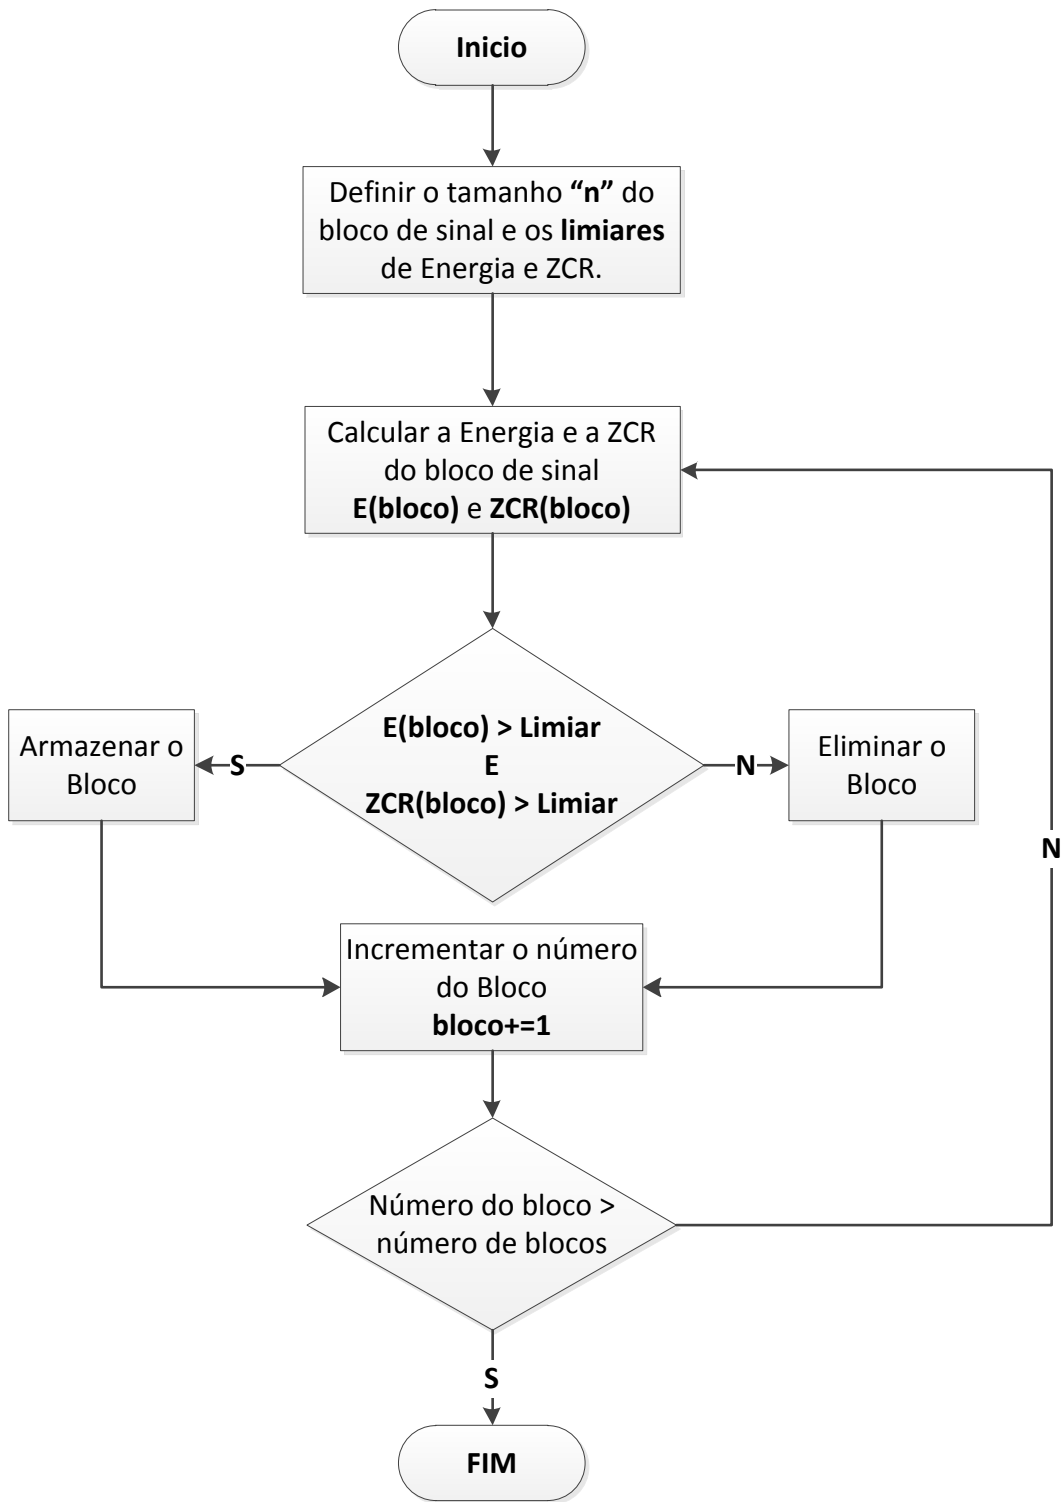 Inicio
Definir o tamanho “n” do
bloco de sinal e os limiares
de Energia e ZCR.
Calcular a Energia e a ZCR
do bloco de sinal
E(bloco) e ZCR(bloco)
E(bloco) > Limiar
E
ZCR(bloco) > Limiar
S
N
Armazenar o
Bloco
Eliminar o
Bloco
N
Incrementar o número
do Bloco
bloco+=1
Número do bloco >
número de blocos
S
FIM